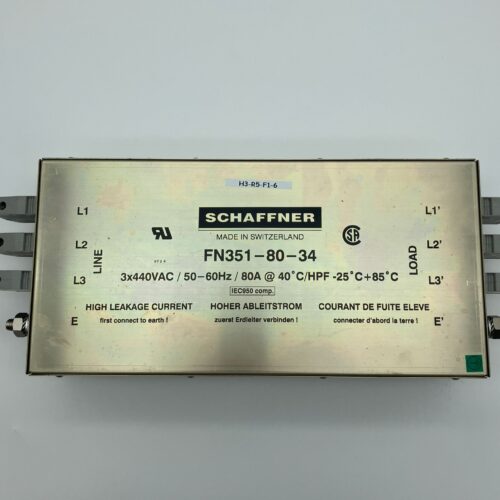 H3-R5-F1-6
SCHAFFNER
MADE IN SWITZERLAND
FN351-80-34
3x440VAC / 50-60Hz / 80A @ 40°C/HPF -25°C+85°C
IEC950 comp.
L1
L2
L3
E
LINE
L1'
L2'
L3'
E'
LOAD
HIGH LEAKAGE CURRENT
first connect to earth !
HOHER ABLEITSTROM
zuerst Erdleiter verbinden !
COURANT DE FUITE ELEVE
connecter d'abord la terre !